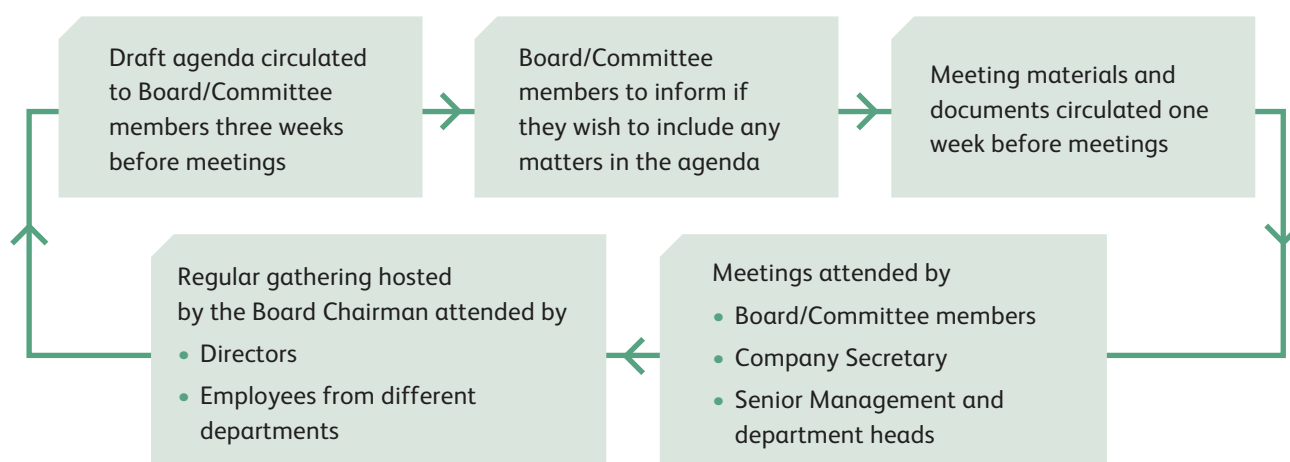 Draft agenda circulated
to Board/Committee
members three weeks
before meetings
Board/Committee
members to inform if
they wish to include any
matters in the agenda
Meeting materials and
documents circulated one
week before meetings
Meetings attended by
• Board/Committee members
• Company Secretary
• Senior Management and
department heads
Regular gathering hosted
by the Board Chairman attended by
• Directors
• Employees from different
departments